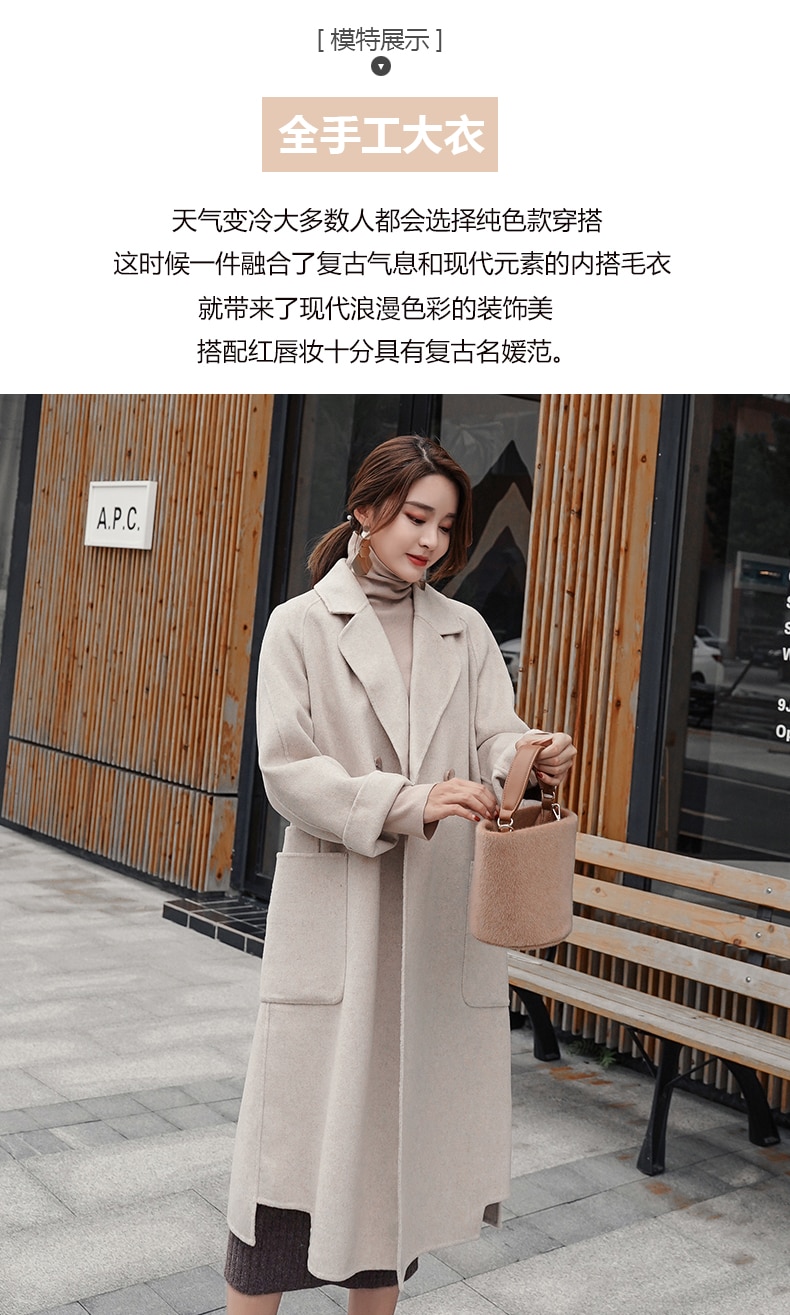 [ 模特展示 ]
全手工大衣
天气变冷大多数人都会选择纯色款穿搭
这时候一件融合了复古气息和现代元素的内搭毛衣
就带来了现代浪漫色彩的装饰美
搭配红唇妆十分具有复古名媛范。
A.P.C.
9J
Op